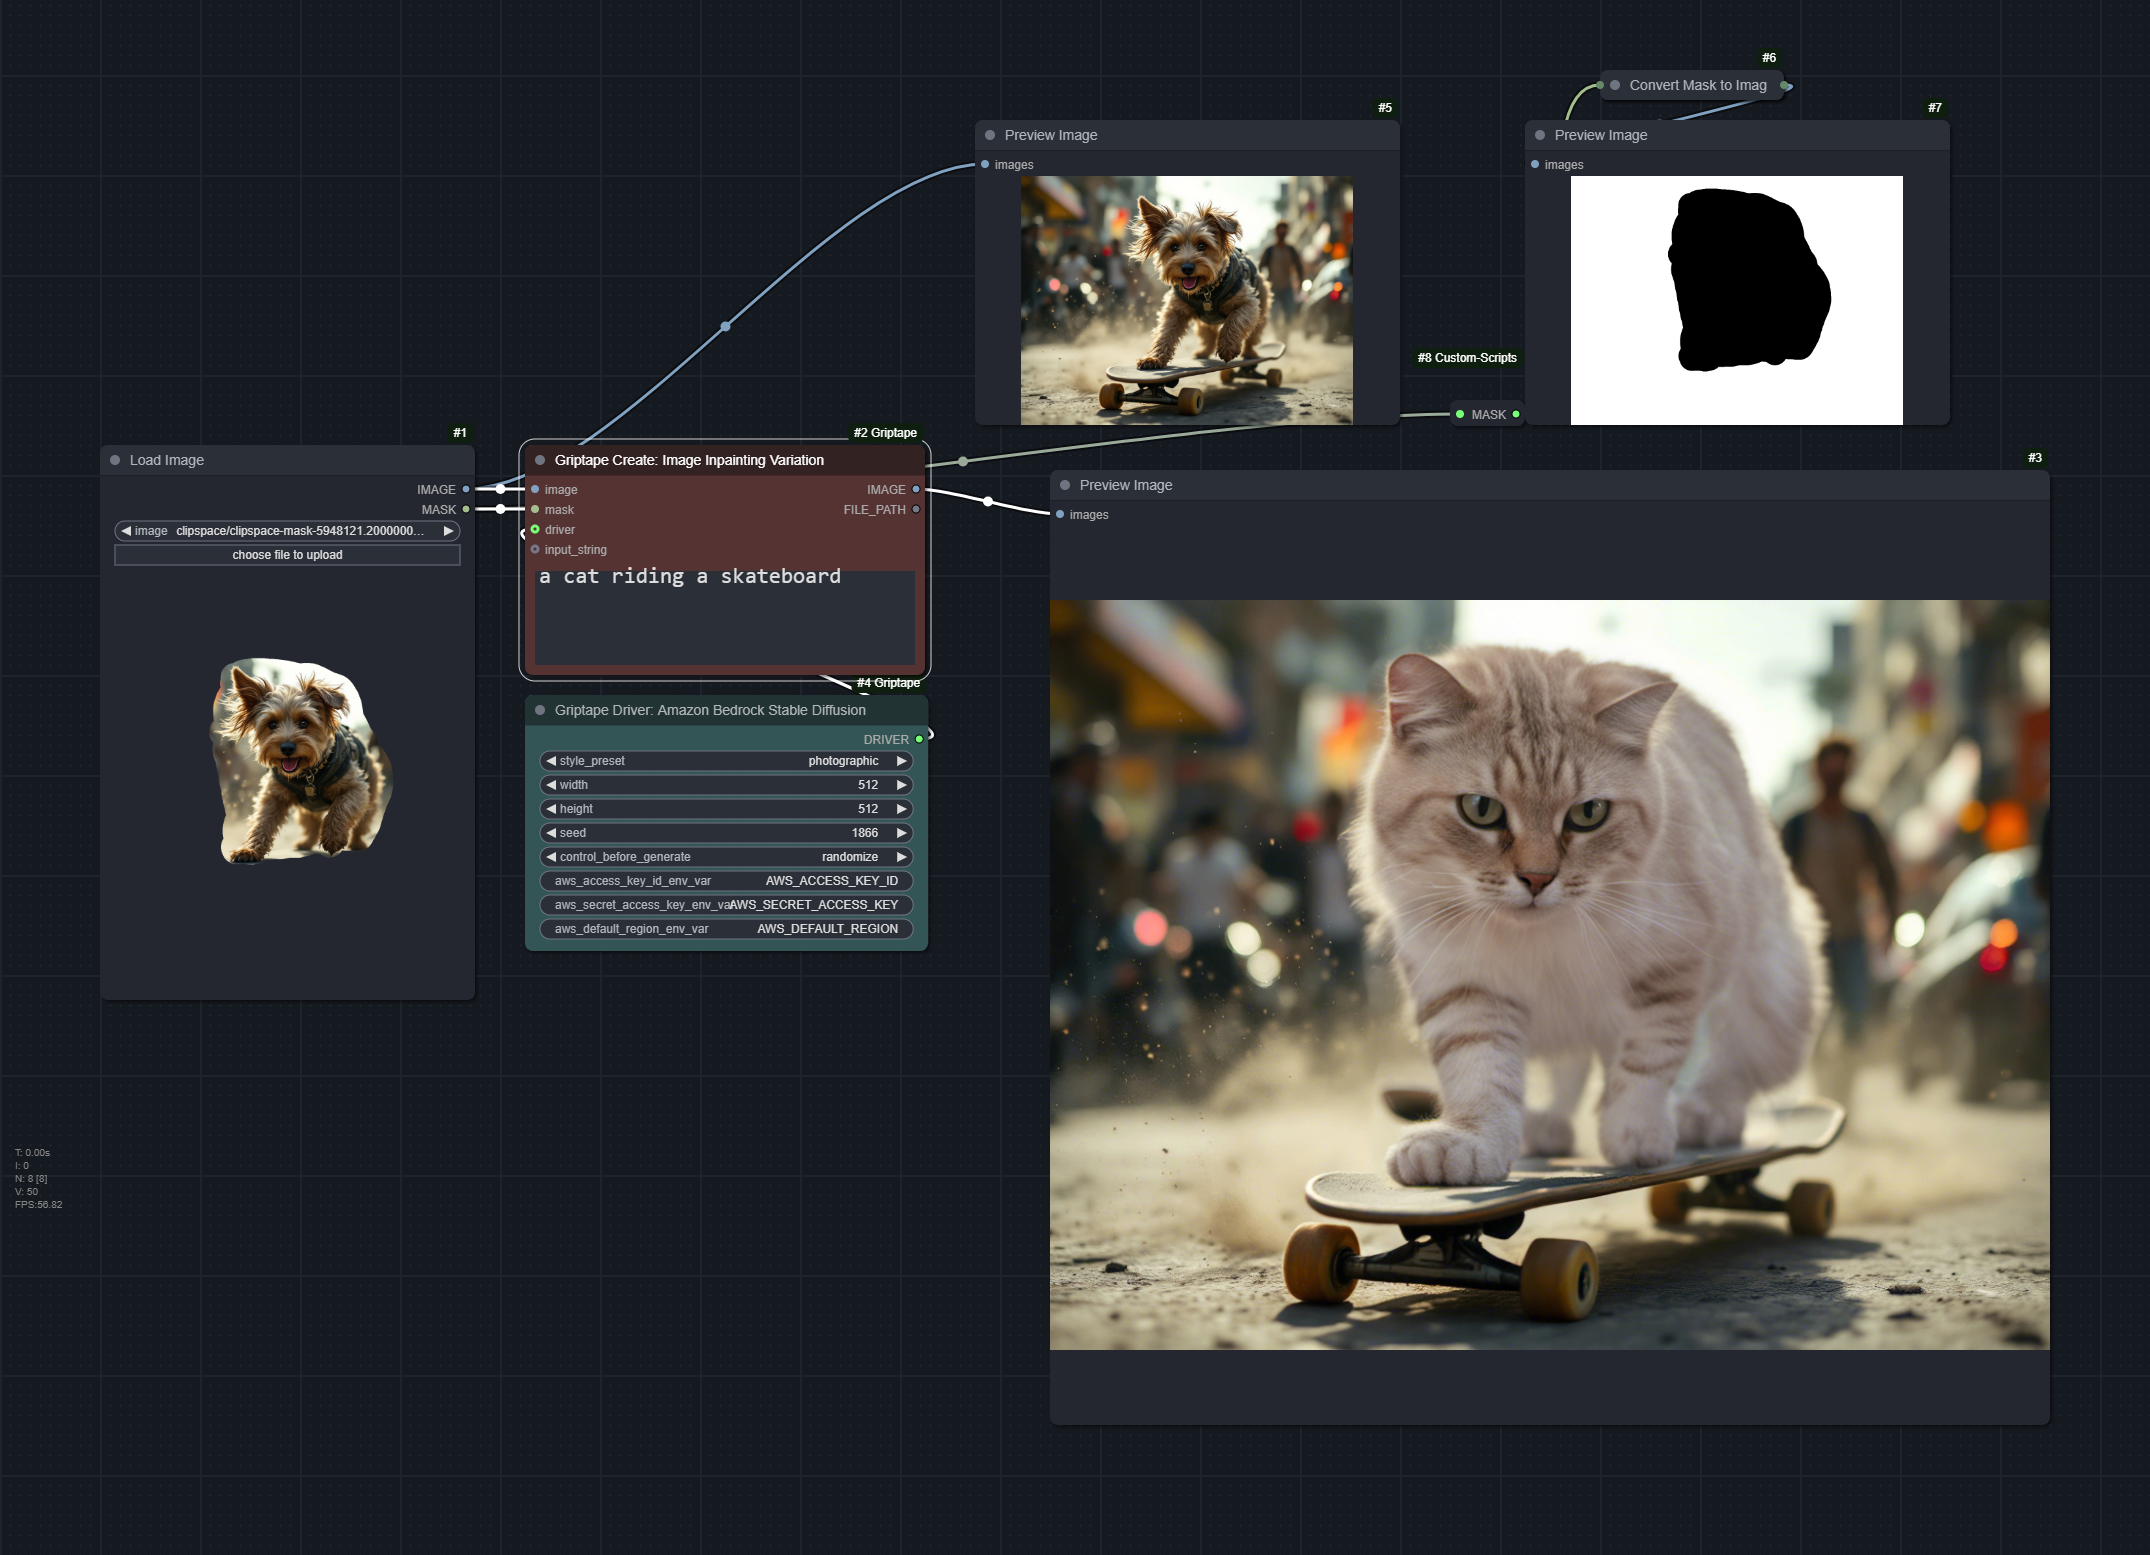 #6
Convert Mask to Imag
#5
Preview Image
images
#7
Preview Image
images
#8 Custom-Scripts
MASK
#1
Load Image
IMAGE
MASK
image clipspace/clipspace-mask-5948121.2000000...
choose file to upload
#2 Griptape
Griptape Create: Image Inpainting Variation
image IMAGE
mask FILE_PATH
driver
input_string
a cat riding a skateboard
#4 Griptape
Griptape Driver: Amazon Bedrock Stable Diffusion
DRIVER
style_preset photographic
width 512
height 512
seed 1866
control_before_generate randomize
aws_access_key_id_env_var AWS_ACCESS_KEY_ID
aws_secret_access_key_env_var AWS_SECRET_ACCESS_KEY
aws_default_region_env_var AWS_DEFAULT_REGION
#3
Preview Image
images
T: 0.00s
I: 0
N: 8 [8]
V: 50
FPS:56.82